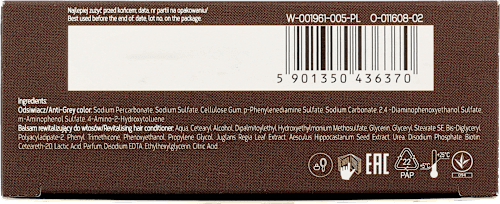 Najlepiej zużyć przed końcem: data, nr partii na opakowaniu/
Best used before the end of date, lot no. on the package.
W-001961-005-PL O-011608-02
5 901350 436370
Ingredients:
Odsiwiacz/Anti-Grey color: Sodium Percarbonate, Sodium Sulfate, Cellulose Gum, p-Phenylenediamine Sulfate, Sodium Carbonate, 2,4-Diaminophenoxyethanol Sulfate,
m-Aminophenol Sulfate, 4-Amino-2-Hydroxytoluene
Balsam rewitalizujący do włosów/Revitalising hair conditioner: Aqua, Cetearyl, Alcohol, Dipalmitoylethyl, Hydroxyethylmonium Methosulfate, Glycerin, Glyceryl Stearate SE, Bis-Diglyceryl
Polyacyladipate-2, Phenyl, Trimethicone, Phenoxyethanol, Propylene Glycol, Juglans Regia Leaf Extract, Aesculus Hippocastanum Seed Extract, Urea, Disodium Phosphate, Biotin
Ceteareth-20, Lactic Acid, Parfum, Disodium EDTA, Ethylhexylglycerin, Citric Acid.
EAC
22
PAP
+5°C
+25°C
094